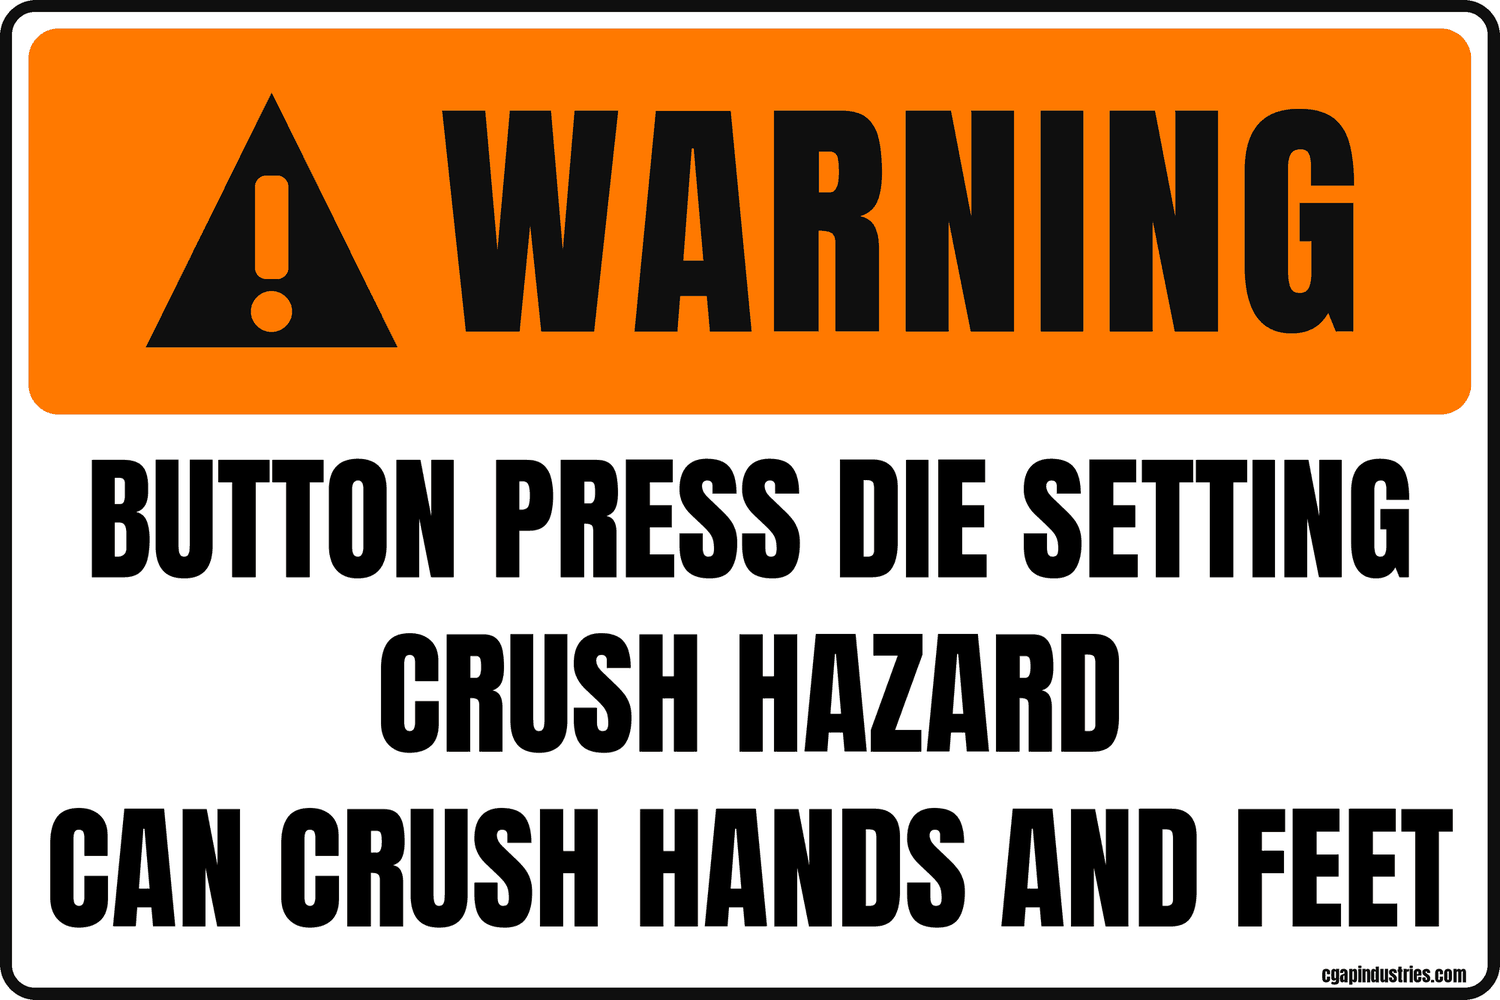 WARNING
BUTTON PRESS DIE SETTING
CRUSH HAZARD
CAN CRUSH HANDS AND FEET
cgapindustries.com